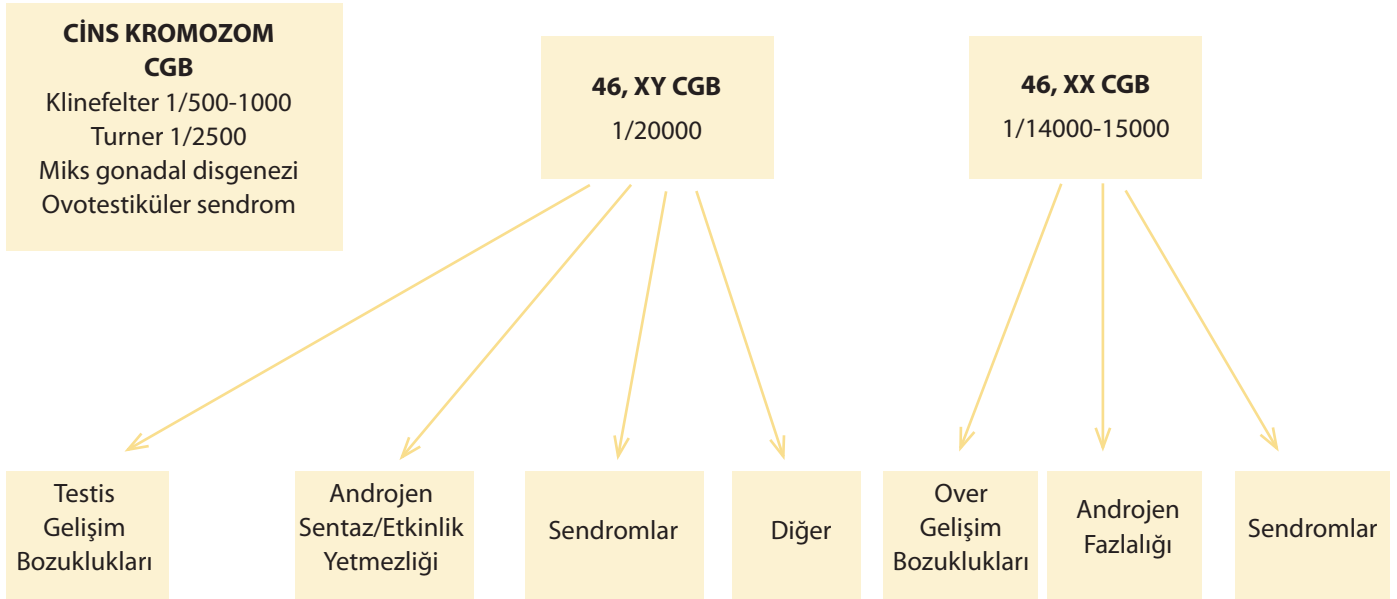 CİNS KROMOZOM
CGB
Klinefelter 1/500-1000
Turner 1/2500
Miks gonadal disgenezi
Ovotestiküler sendrom
46, XY CGB
1/20000
46, XX CGB
1/14000-15000
Testis
Gelişim
Bozuklukları
Androjen
Sentaz/Etkinlik
Yetmezliği
Sendromlar
Diğer
Over
Gelişim
Bozuklukları
Androjen
Fazlalığı
Sendromlar